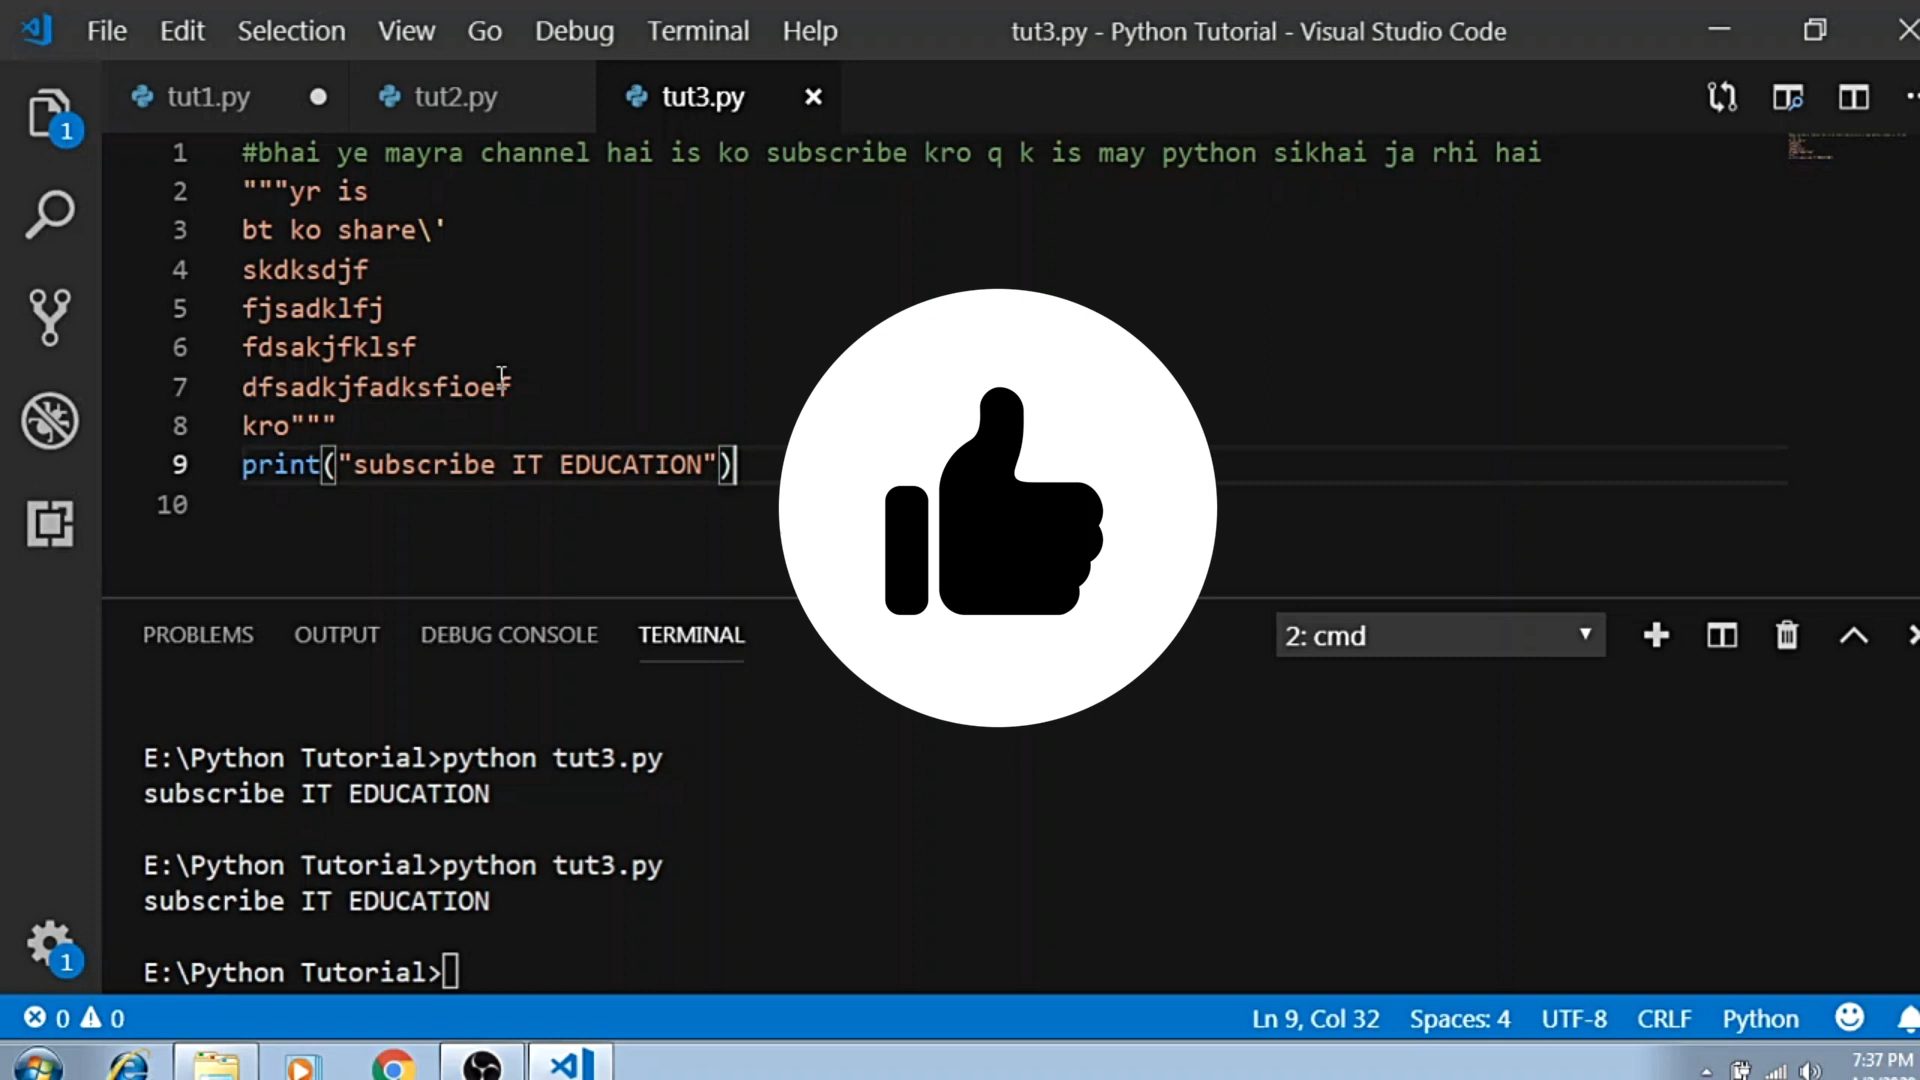 File Edit Selection View Go Debug Terminal Help tut3.py - Python Tutorial - Visual Studio Code
tut1.py tut2.py tut3.py
1 #bhai ye mayra channel hai is ko subscribe kro q k is may python sikhai ja rhi hai
2 """yr is
3 bt ko share\'
4 skdksdjf
5 fjsadklfj
6 fdsakjfklsf
7 dfsadkjfadksfioef
8 kro"""
9 print("subscribe IT EDUCATION")
10
1
PROBLEMS OUTPUT DEBUG CONSOLE TERMINAL 2: cmd
E:\Python Tutorial>python tut3.py
subscribe IT EDUCATION
E:\Python Tutorial>python tut3.py
subscribe IT EDUCATION
E:\Python Tutorial>
1
0 0 Ln 9, Col 32 Spaces: 4 UTF-8 CRLF Python
7:37 PM